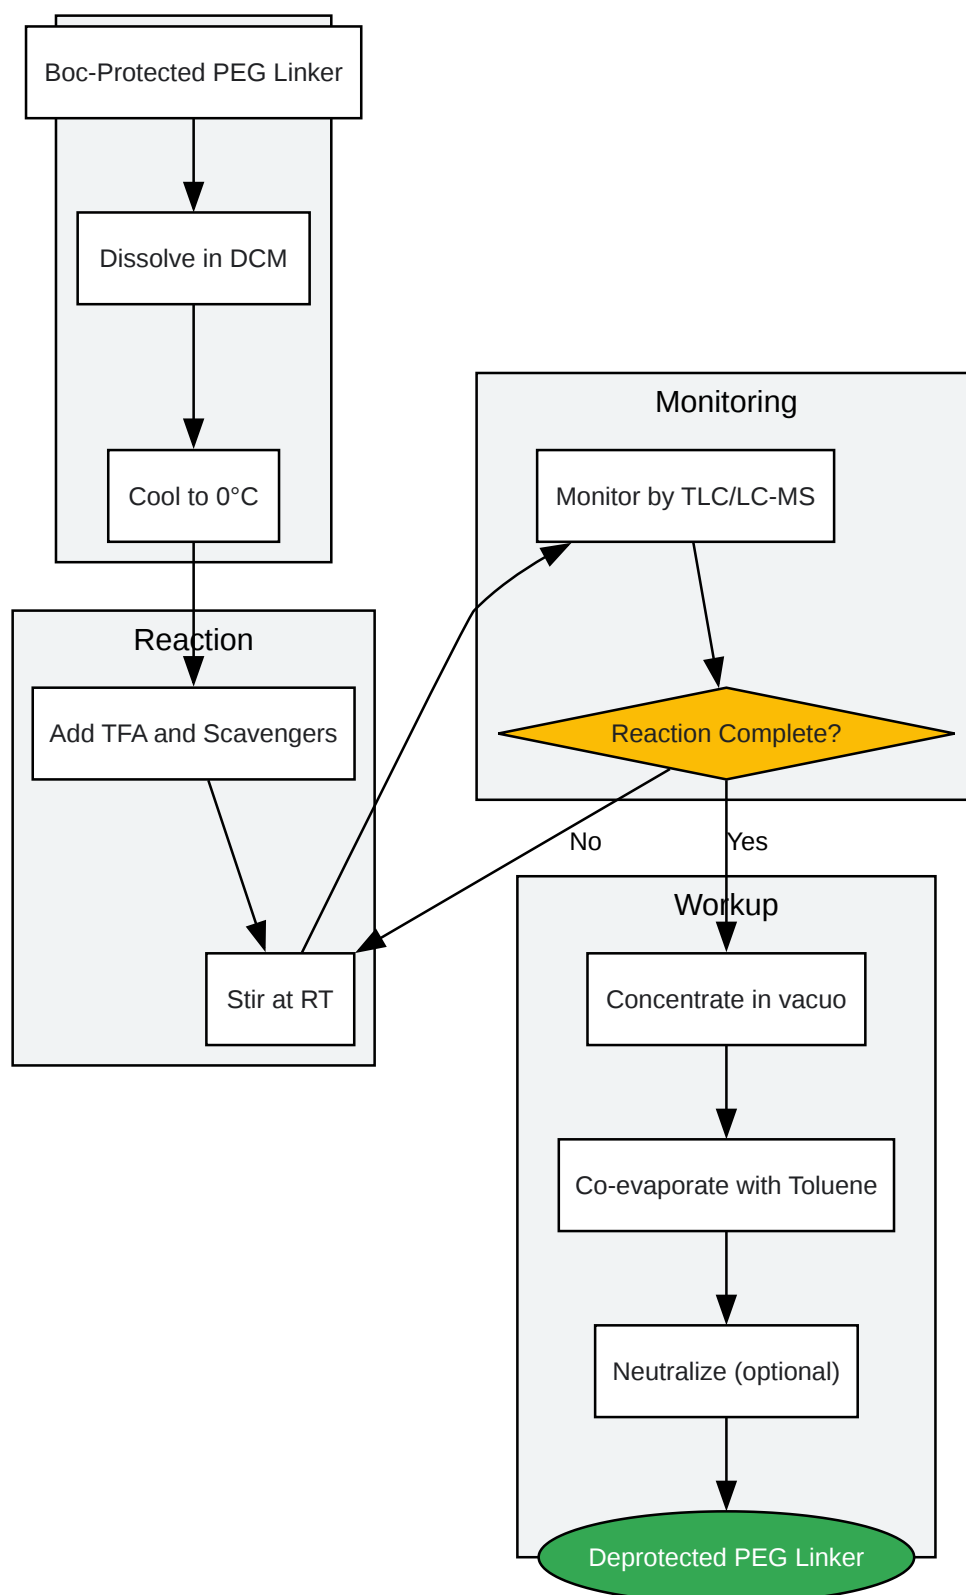 Boc-Protected PEG Linker
Dissolve in DCM
Cool to 0°C
Reaction
Add TFA and Scavengers
Stir at RT
Monitoring
Monitor by TLC/LC-MS
Reaction Complete?
No
Yes
Workup
Concentrate in vacuo
Co-evaporate with Toluene
Neutralize (optional)
Deprotected PEG Linker